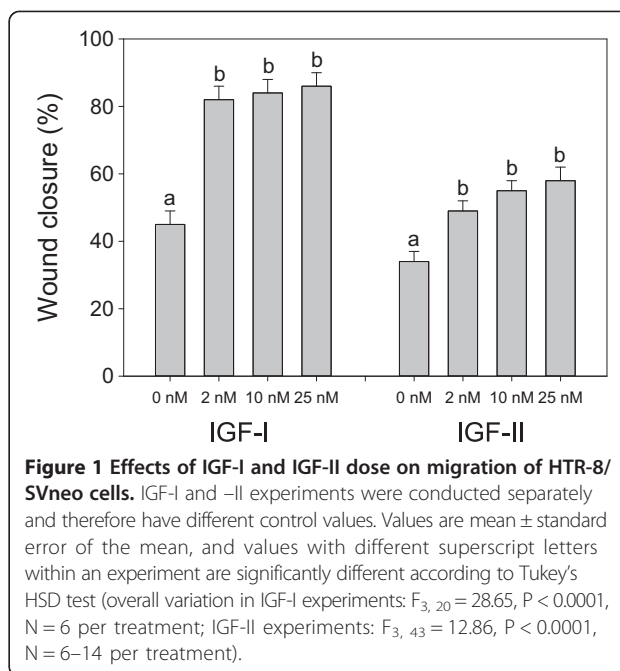 100
80
60
40
20
0
Wound closure (%)
a b b b a b b b
0 nM 2 nM 10 nM 25 nM 0 nM 2 nM 10 nM 25 nM
IGF-I IGF-II
Figure 1 Effects of IGF-I and IGF-II dose on migration of HTR-8/
SVneo cells. IGF-I and –II experiments were conducted separately
and therefore have different control values. Values are mean ± standard
error of the mean, and values with different superscript letters
within an experiment are significantly different according to Tukey's
HSD test (overall variation in IGF-I experiments: F3, 20 = 28.65, P < 0.0001,
N = 6 per treatment; IGF-II experiments: F3, 43 = 12.86, P < 0.0001,
N = 6–14 per treatment).